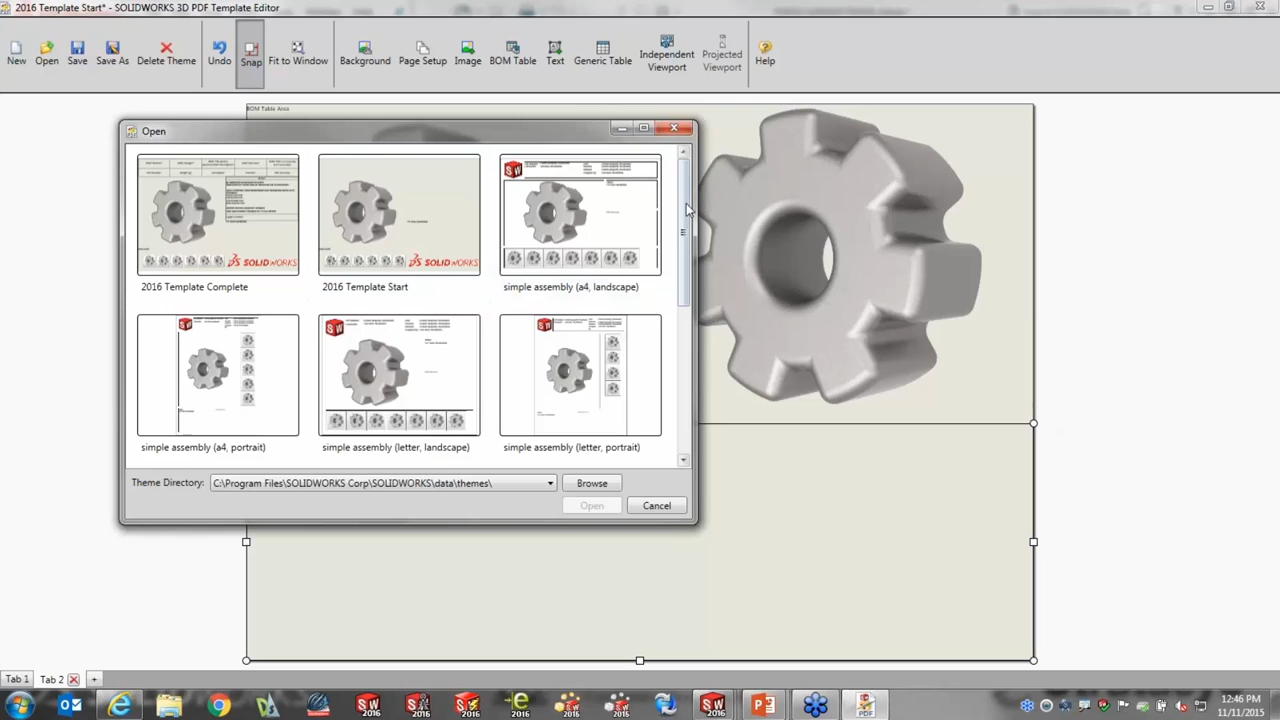 2016 Template Start* - SOLIDWORKS 3D PDF Template Editor
New Open Save Save As Delete Theme Undo Snap Fit to Window Background Page Setup Image BOM Table Text Generic Table Independent Viewport Projected Viewport Help
BOM Table Area
Open
2016 Template Complete
2016 Template Start
simple assembly (a4, landscape)
simple assembly (a4, portrait)
simple assembly (letter, landscape)
simple assembly (letter, portrait)
Theme Directory: C:\Program Files\SOLIDWORKS Corp\SOLIDWORKS\data\themes\ Browse
Open Cancel
Tab 1 Tab 2 +
12:46 PM
11/11/2015